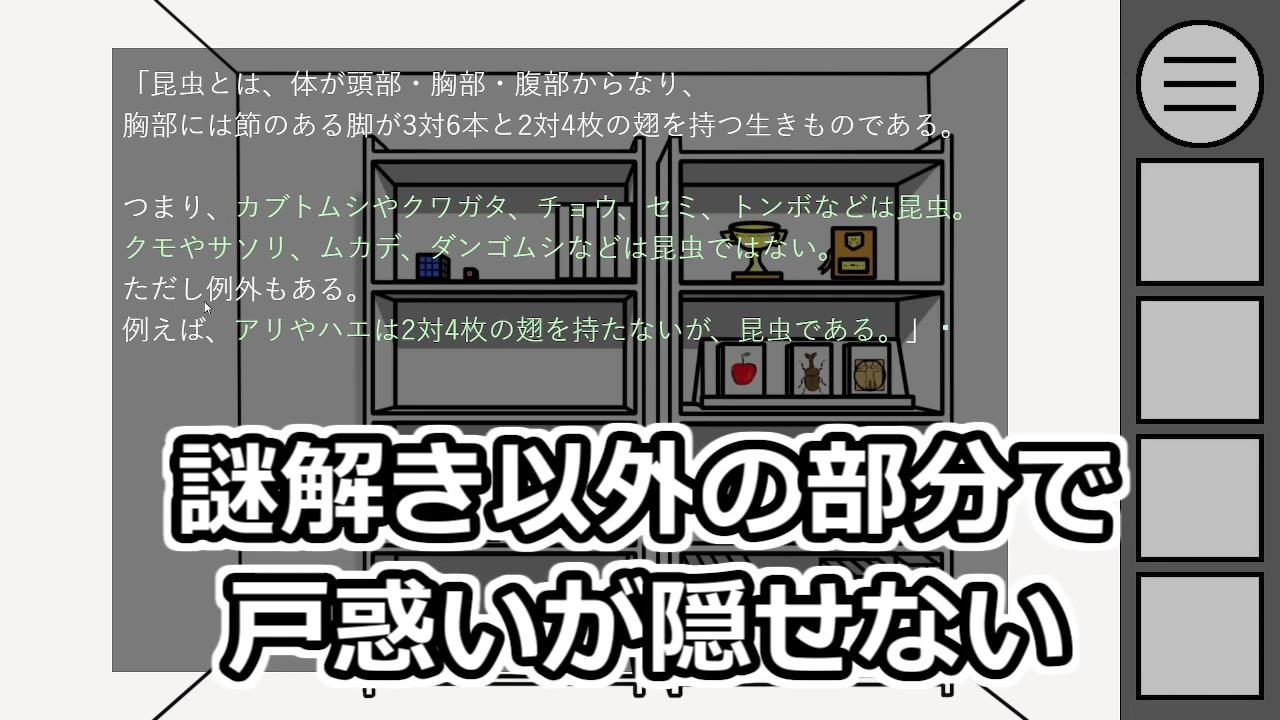 「昆虫とは、体が頭部・胸部・腹部からなり、
胸部には節のある脚が3対6本と2対4枚の翅を持つ生きものである。
つまり、カブトムシやクワガタ、チョウ、セミ、トンボなどは昆虫。
クモやサソリ、ムカデ、ダンゴムシなどは昆虫ではない。
ただし例外もある。
例えば、アリやハエは2対4枚の翅を持たないが、昆虫である。」
謎解き以外の部分で
戸惑いが隠せない